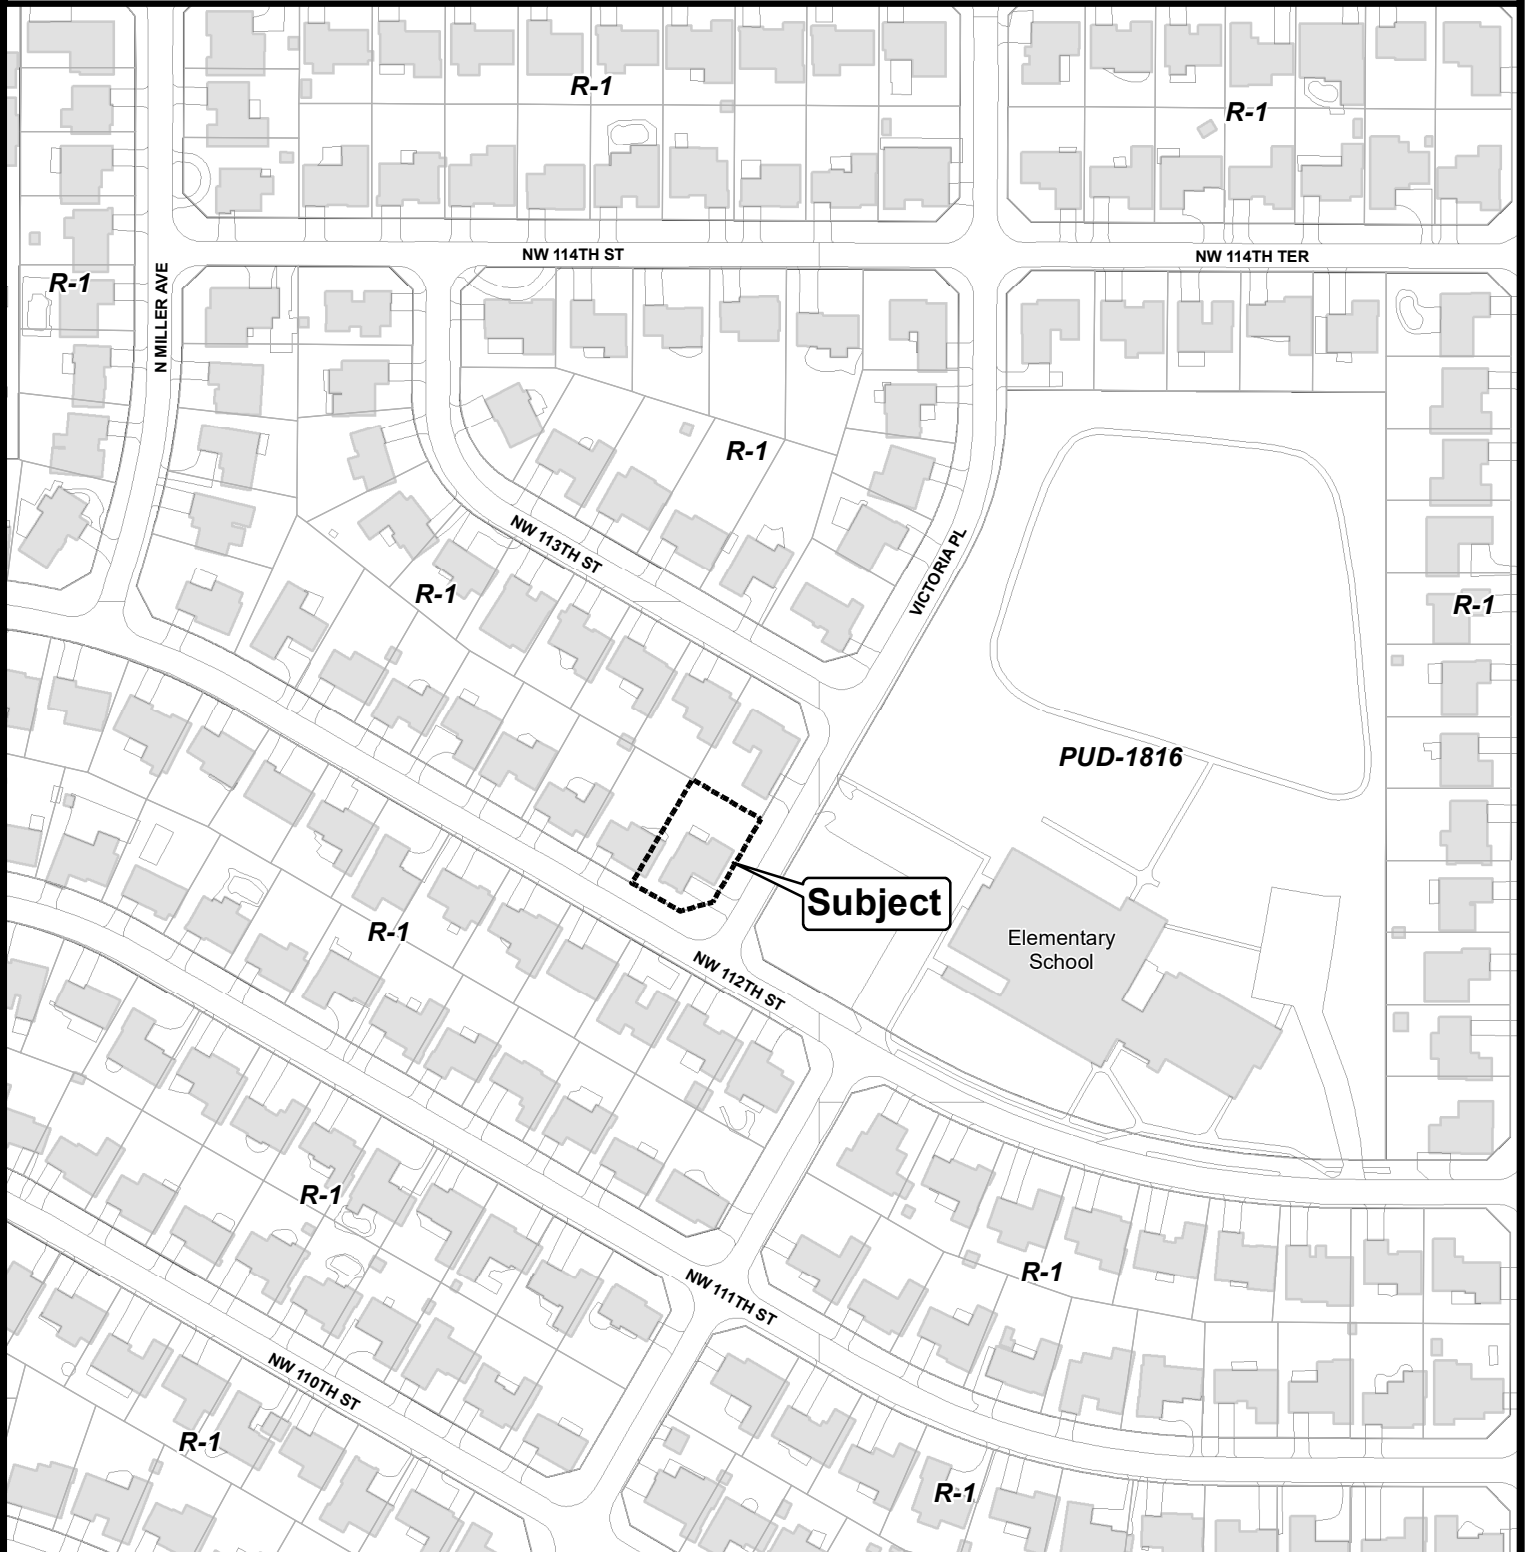 R-1
R-1
NW 114TH ST
NW 114TH TER
R-1
N MILLER AVE
R-1
NW 113TH ST
VICTORIA PL
R-1
R-1
PUD-1816
Subject
R-1
Elementary
School
NW 112TH ST
R-1
R-1
NW 111TH ST
NW 110TH ST
R-1
R-1